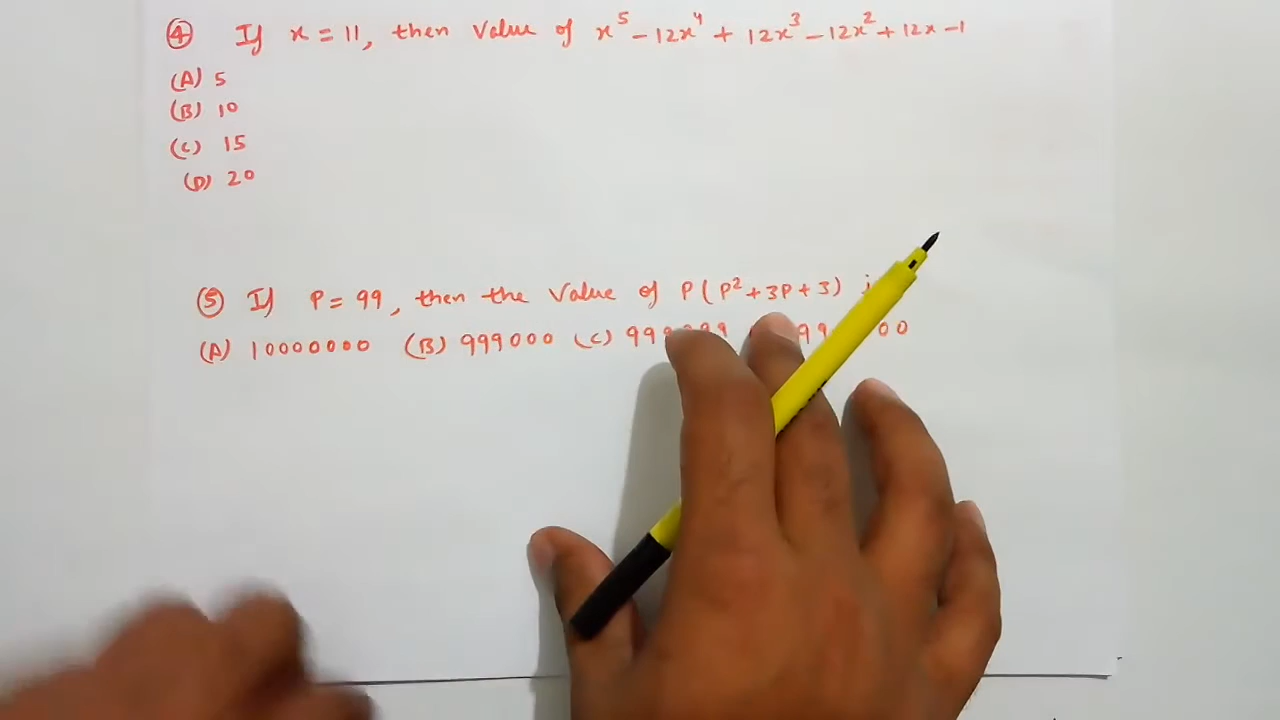 ④ If x = 11, then value of x⁵ - 12x⁴ + 12x³ - 12x² + 12x - 1
(A) 5
(B) 10
(C) 15
(D) 20
⑤ If P = 99, then the value of P(P² + 3P + 3)
(A) 10000000 (B) 999000 (C)